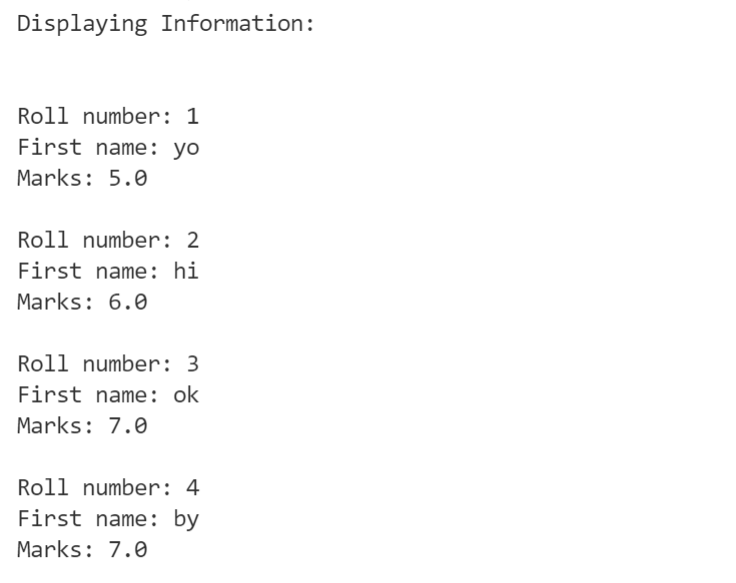 Displaying Information:
Roll number: 1
First name: yo
Marks: 5.0
Roll number: 2
First name: hi
Marks: 6.0
Roll number: 3
First name: ok
Marks: 7.0
Roll number: 4
First name: by
Marks: 7.0